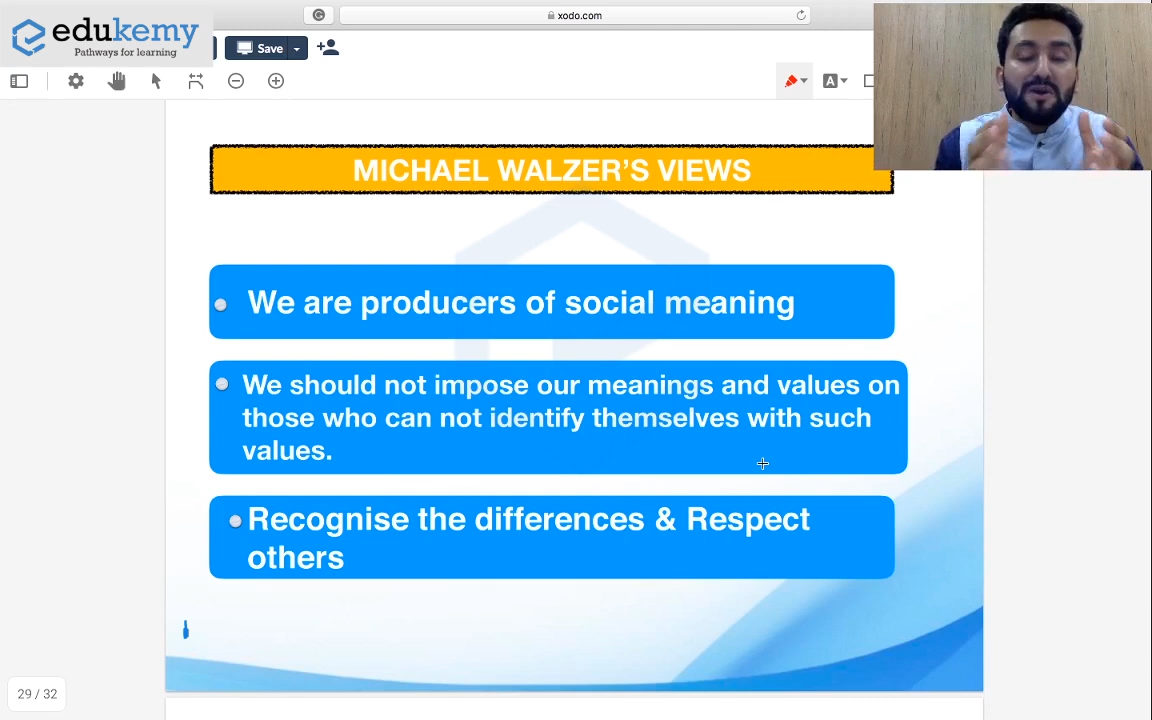 edukemy
Pathways for learning
xodo.com
Save
A
MICHAEL WALZER'S VIEWS
We are producers of social meaning
We should not impose our meanings and values on
those who can not identify themselves with such
values.
Recognise the differences & Respect
others
29 / 32